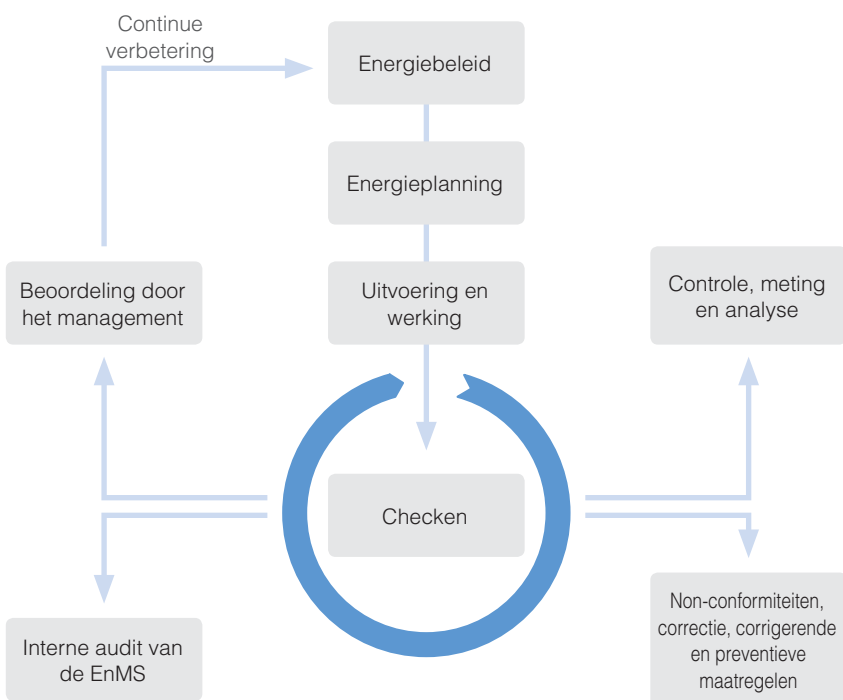 Continue
verbetering
Energiebeleid
Energieplanning
Beoordeling door
het management
Uitvoering en
werking
Controle, meting
en analyse
Checken
Interne audit van
de EnMS
Non-conformiteiten,
correctie, corrigerende
en preventieve
maatregelen